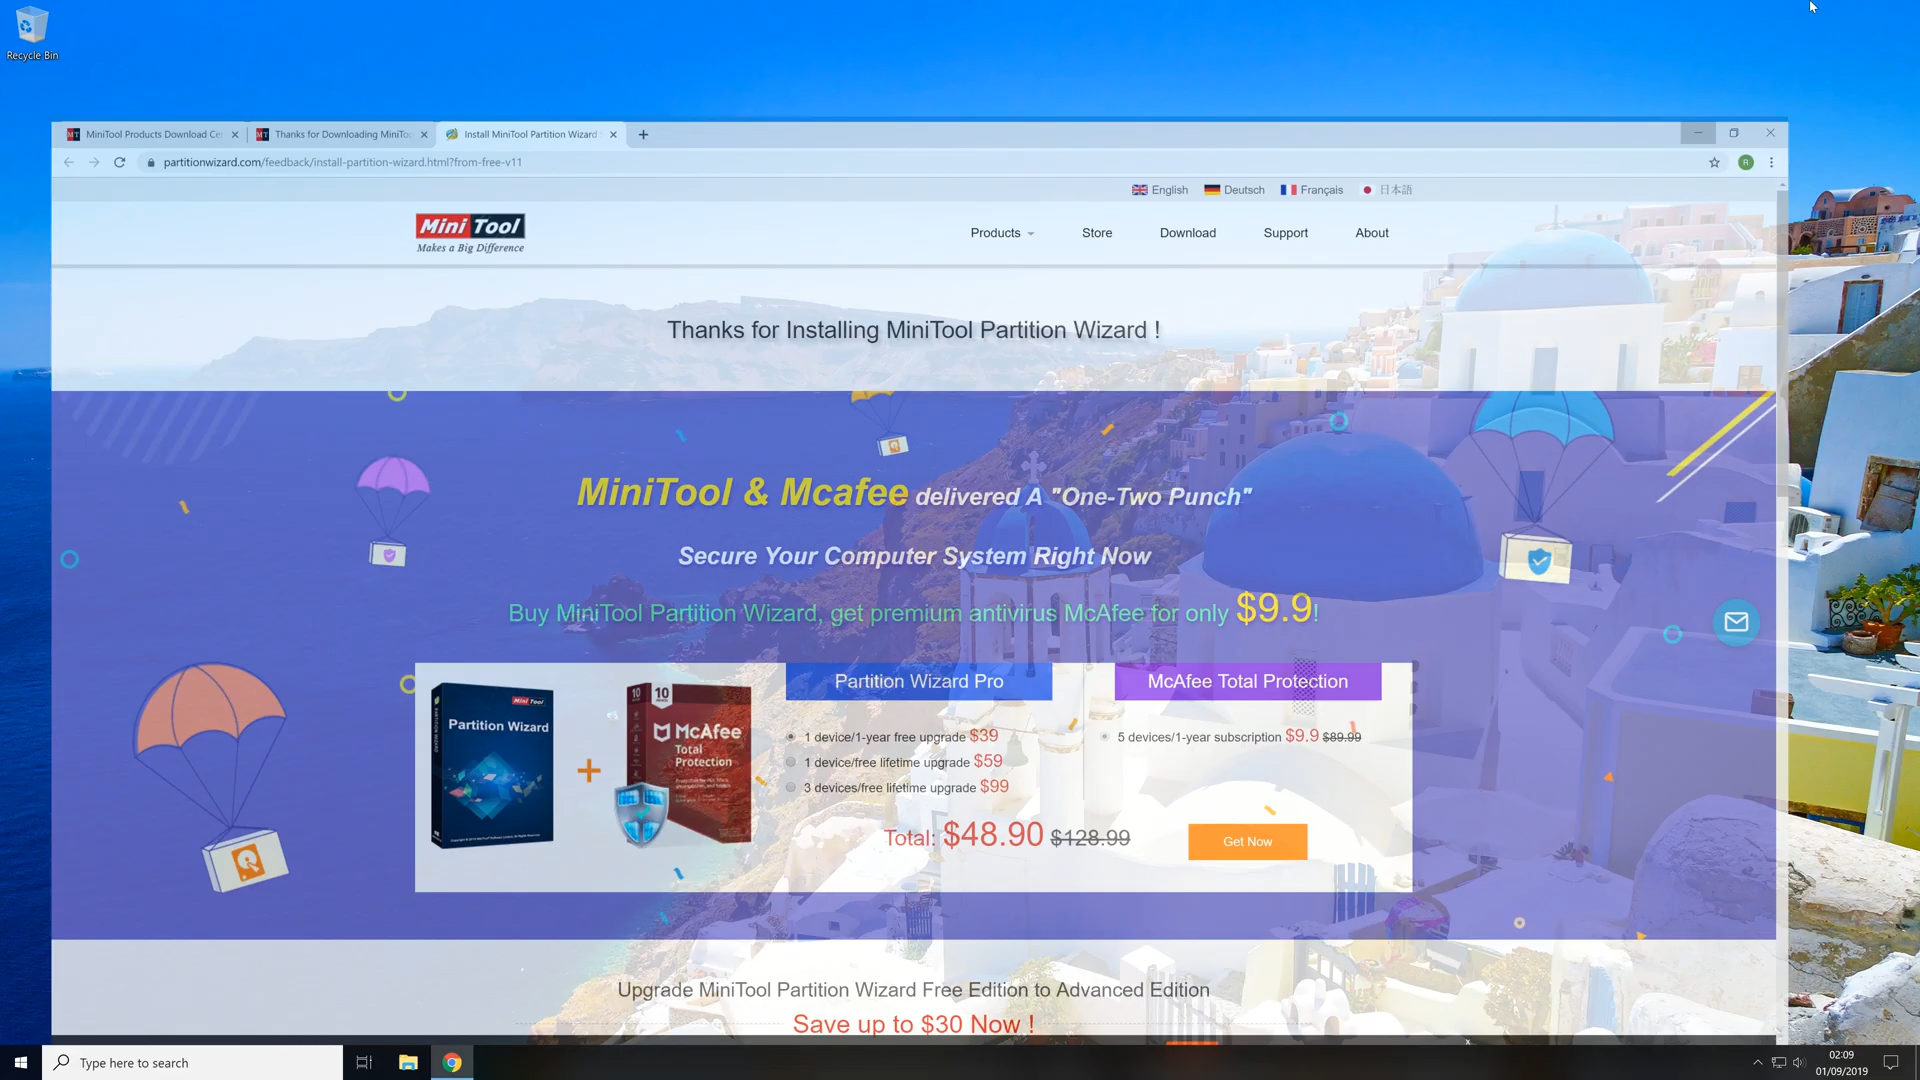 Recycle Bin
MiniTool Products Download Ce
Thanks for Downloading MiniToo
Install MiniTool Partition Wizard
partitionwizard.com/feedback/install-partition-wizard.html?from-free-v11
R
English Deutsch Français 日本語
Mini Tool
Makes a Big Difference
Products Store Download Support About
Thanks for Installing MiniTool Partition Wizard !
MiniTool & Mcafee delivered A "One-Two Punch"
Secure Your Computer System Right Now
Buy MiniTool Partition Wizard, get premium antivirus McAfee for only $9.9!
Mini Tool
Partition Wizard
10 10
McAfee
Total
Protection
Partition Wizard Pro
1 device/1-year free upgrade $39
1 device/free lifetime upgrade $59
3 devices/free lifetime upgrade $99
McAfee Total Protection
5 devices/1-year subscription $9.9 $89.99
Total: $48.90 $128.99
Get Now
Upgrade MiniTool Partition Wizard Free Edition to Advanced Edition
Save up to $30 Now !
Type here to search
02:09
01/09/2019